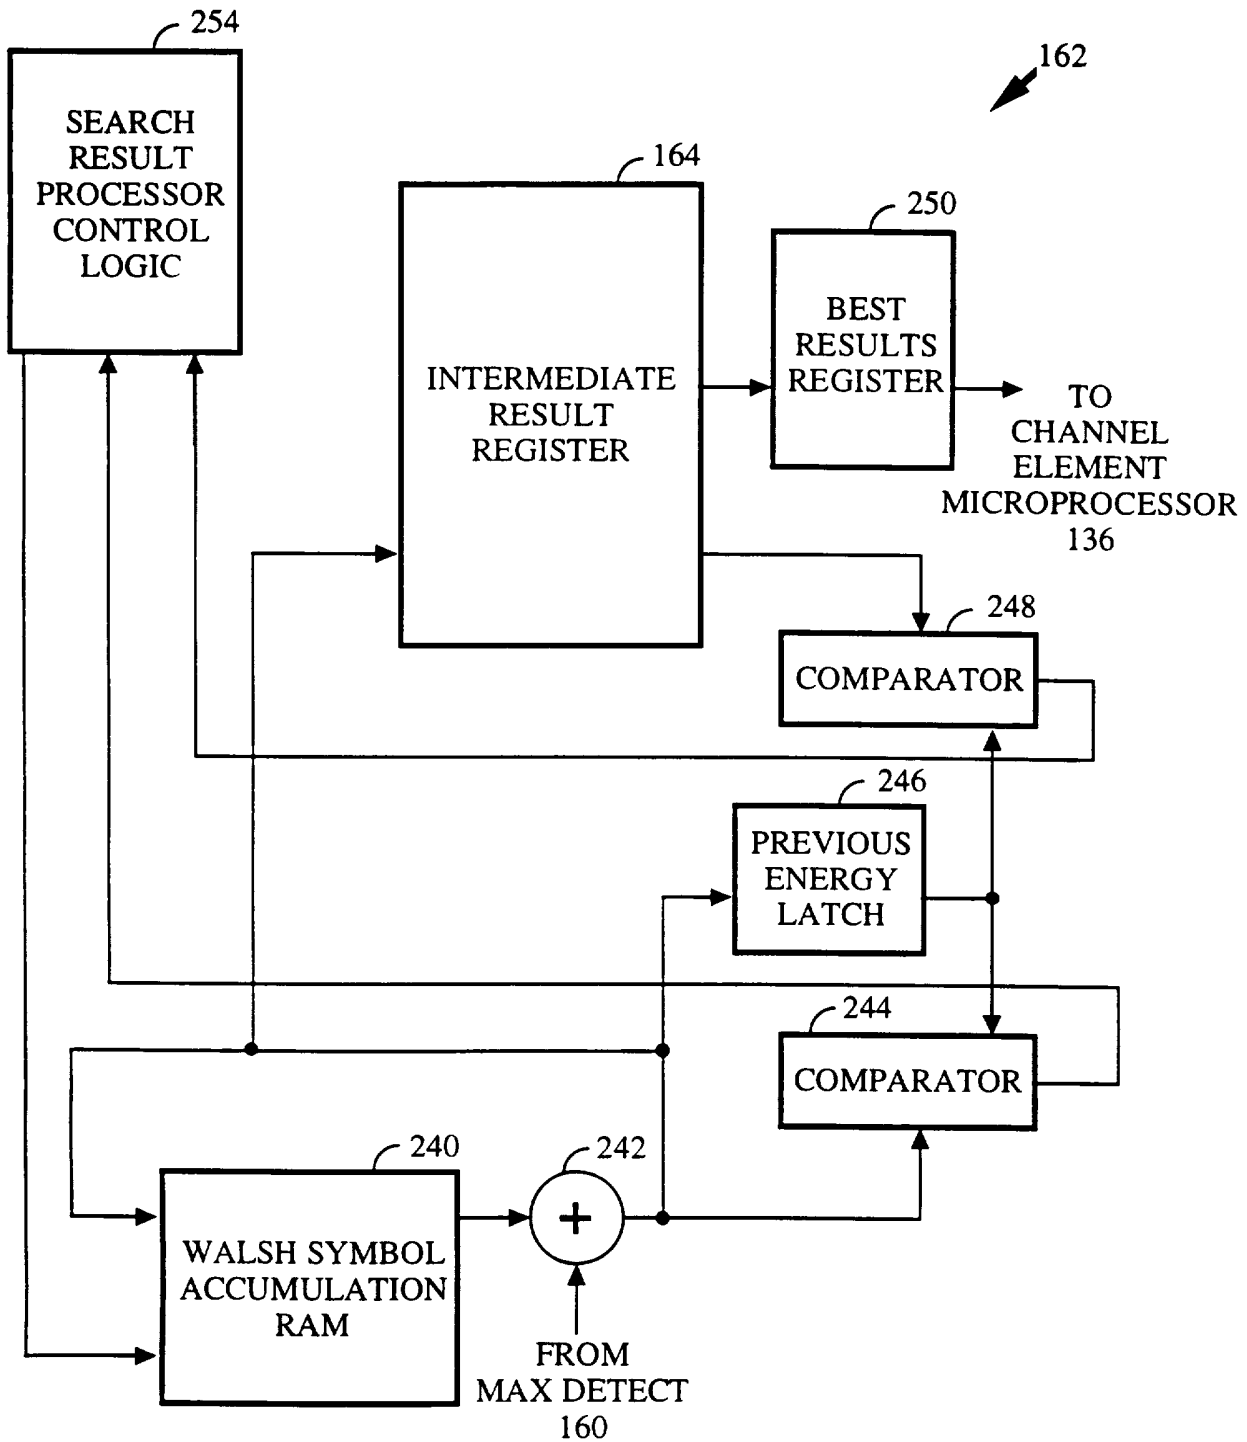 254
SEARCH
RESULT
PROCESSOR
CONTROL
LOGIC
162
164
INTERMEDIATE
RESULT
REGISTER
250
BEST
RESULTS
REGISTER
TO
CHANNEL
ELEMENT
MICROPROCESSOR
136
248
COMPARATOR
246
PREVIOUS
ENERGY
LATCH
244
COMPARATOR
240
WALSH SYMBOL
ACCUMULATION
RAM
242
+
FROM
MAX DETECT
160